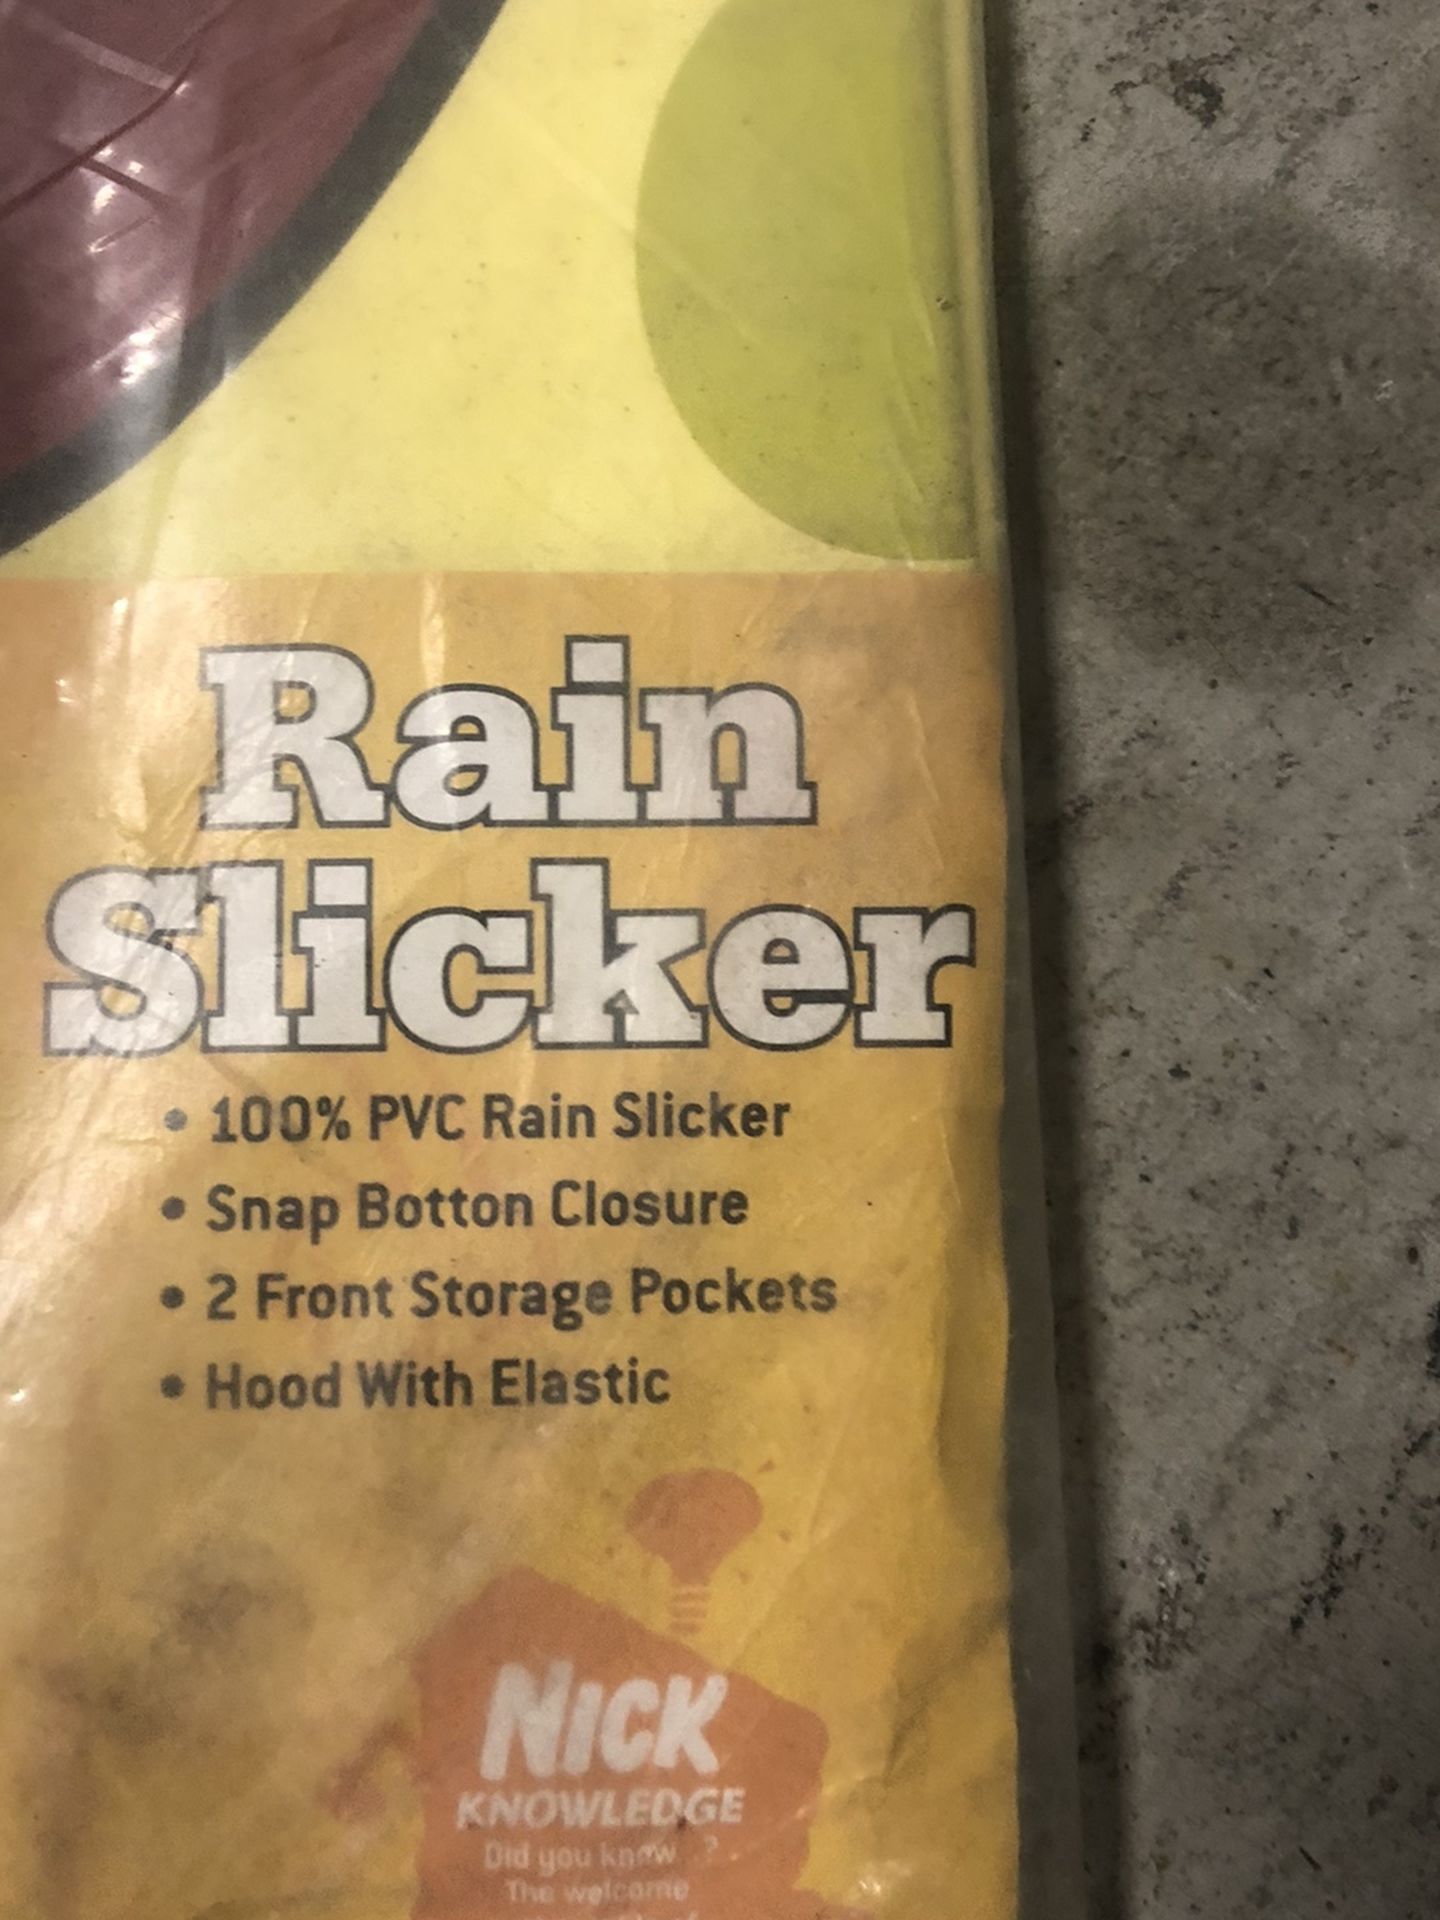 Rain
Slicker
• 100% PVC Rain Slicker
• Snap Botton Closure
• 2 Front Storage Pockets
• Hood With Elastic
NICK
KNOWLEDGE
Did you know...?
The welcome